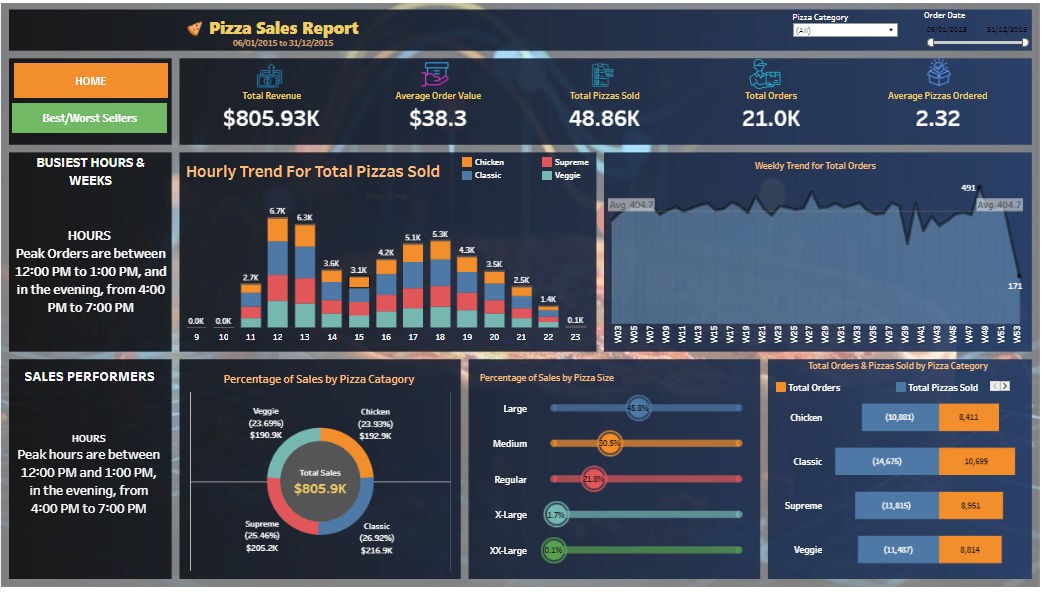 Pizza Sales Report
06/01/2015 to 31/12/2015
Pizza Category
(All)
Order Date
06/01/2015 31/12/2015
HOME
Best/Worst Sellers
Total Revenue
$805.93K
Average Order Value
$38.3
Total Pizzas Sold
48.86K
Total Orders
21.0K
Average Pizzas Ordered
2.32
BUSIEST HOURS &
WEEKS
HOURS
Peak Orders are between
12:00 PM to 1:00 PM, and
in the evening, from 4:00
PM to 7:00 PM
Hourly Trend For Total Pizzas Sold
Chicken Supreme
Classic Veggie
Order Time
0.0K 0.0K 2.7K 6.7K 6.3K 3.6K 3.1K 4.2K 5.1K 5.3K 4.3K 3.5K 2.5K 1.4K 0.1K
9 10 11 12 13 14 15 16 17 18 19 20 21 22 23
Weekly Trend for Total Orders
491
Avg. 404.7 Avg. 404.7
171
W03 W05 W07 W09 W11 W13 W15 W17 W19 W21 W23 W25 W27 W29 W31 W33 W35 W37 W39 W41 W43 W45 W47 W49 W51 W53
SALES PERFORMERS
HOURS
Peak hours are between
12:00 PM and 1:00 PM,
in the evening, from
4:00 PM to 7:00 PM
Percentage of Sales by Pizza Catagory
Veggie
(23.69%)
$190.9K
Chicken
(23.93%)
$192.9K
Total Sales
$805.9K
Supreme
(25.46%)
$205.2K
Classic
(26.92%)
$216.9K
Percentage of Sales by Pizza Size
Large 45.8%
Medium 30.5%
Regular 21.8%
X-Large 1.7%
XX-Large 0.1%
Total Orders & Pizzas Sold by Pizza Category
Total Orders Total Pizzas Sold
Chicken (10,881) 8,411
Classic (14,675) 10,699
Supreme (11,815) 8,951
Veggie (11,487) 8,814